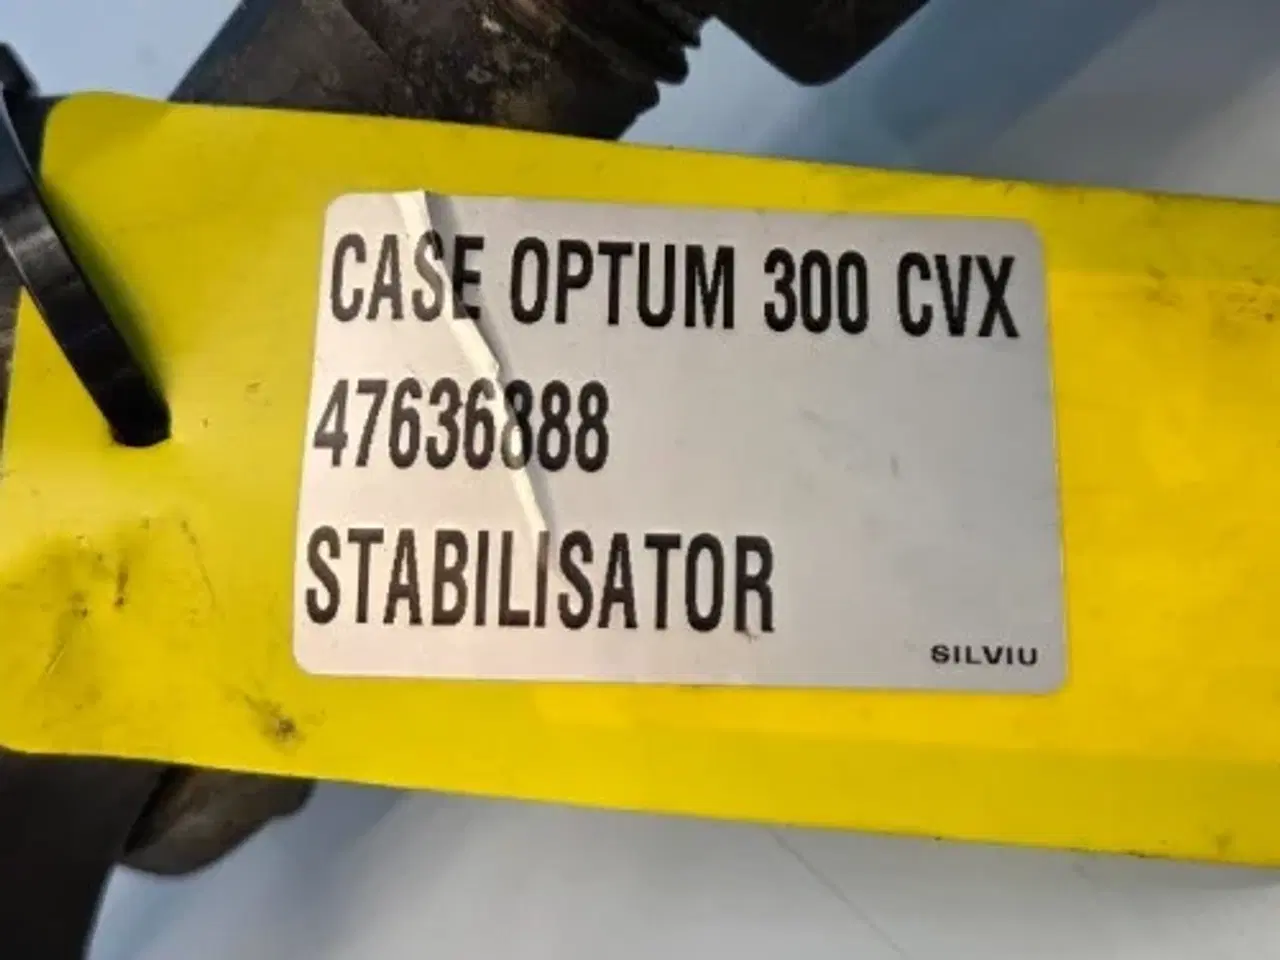 CASE OPTUM 300 CVX
47636888
STABILISATOR
SILVIU